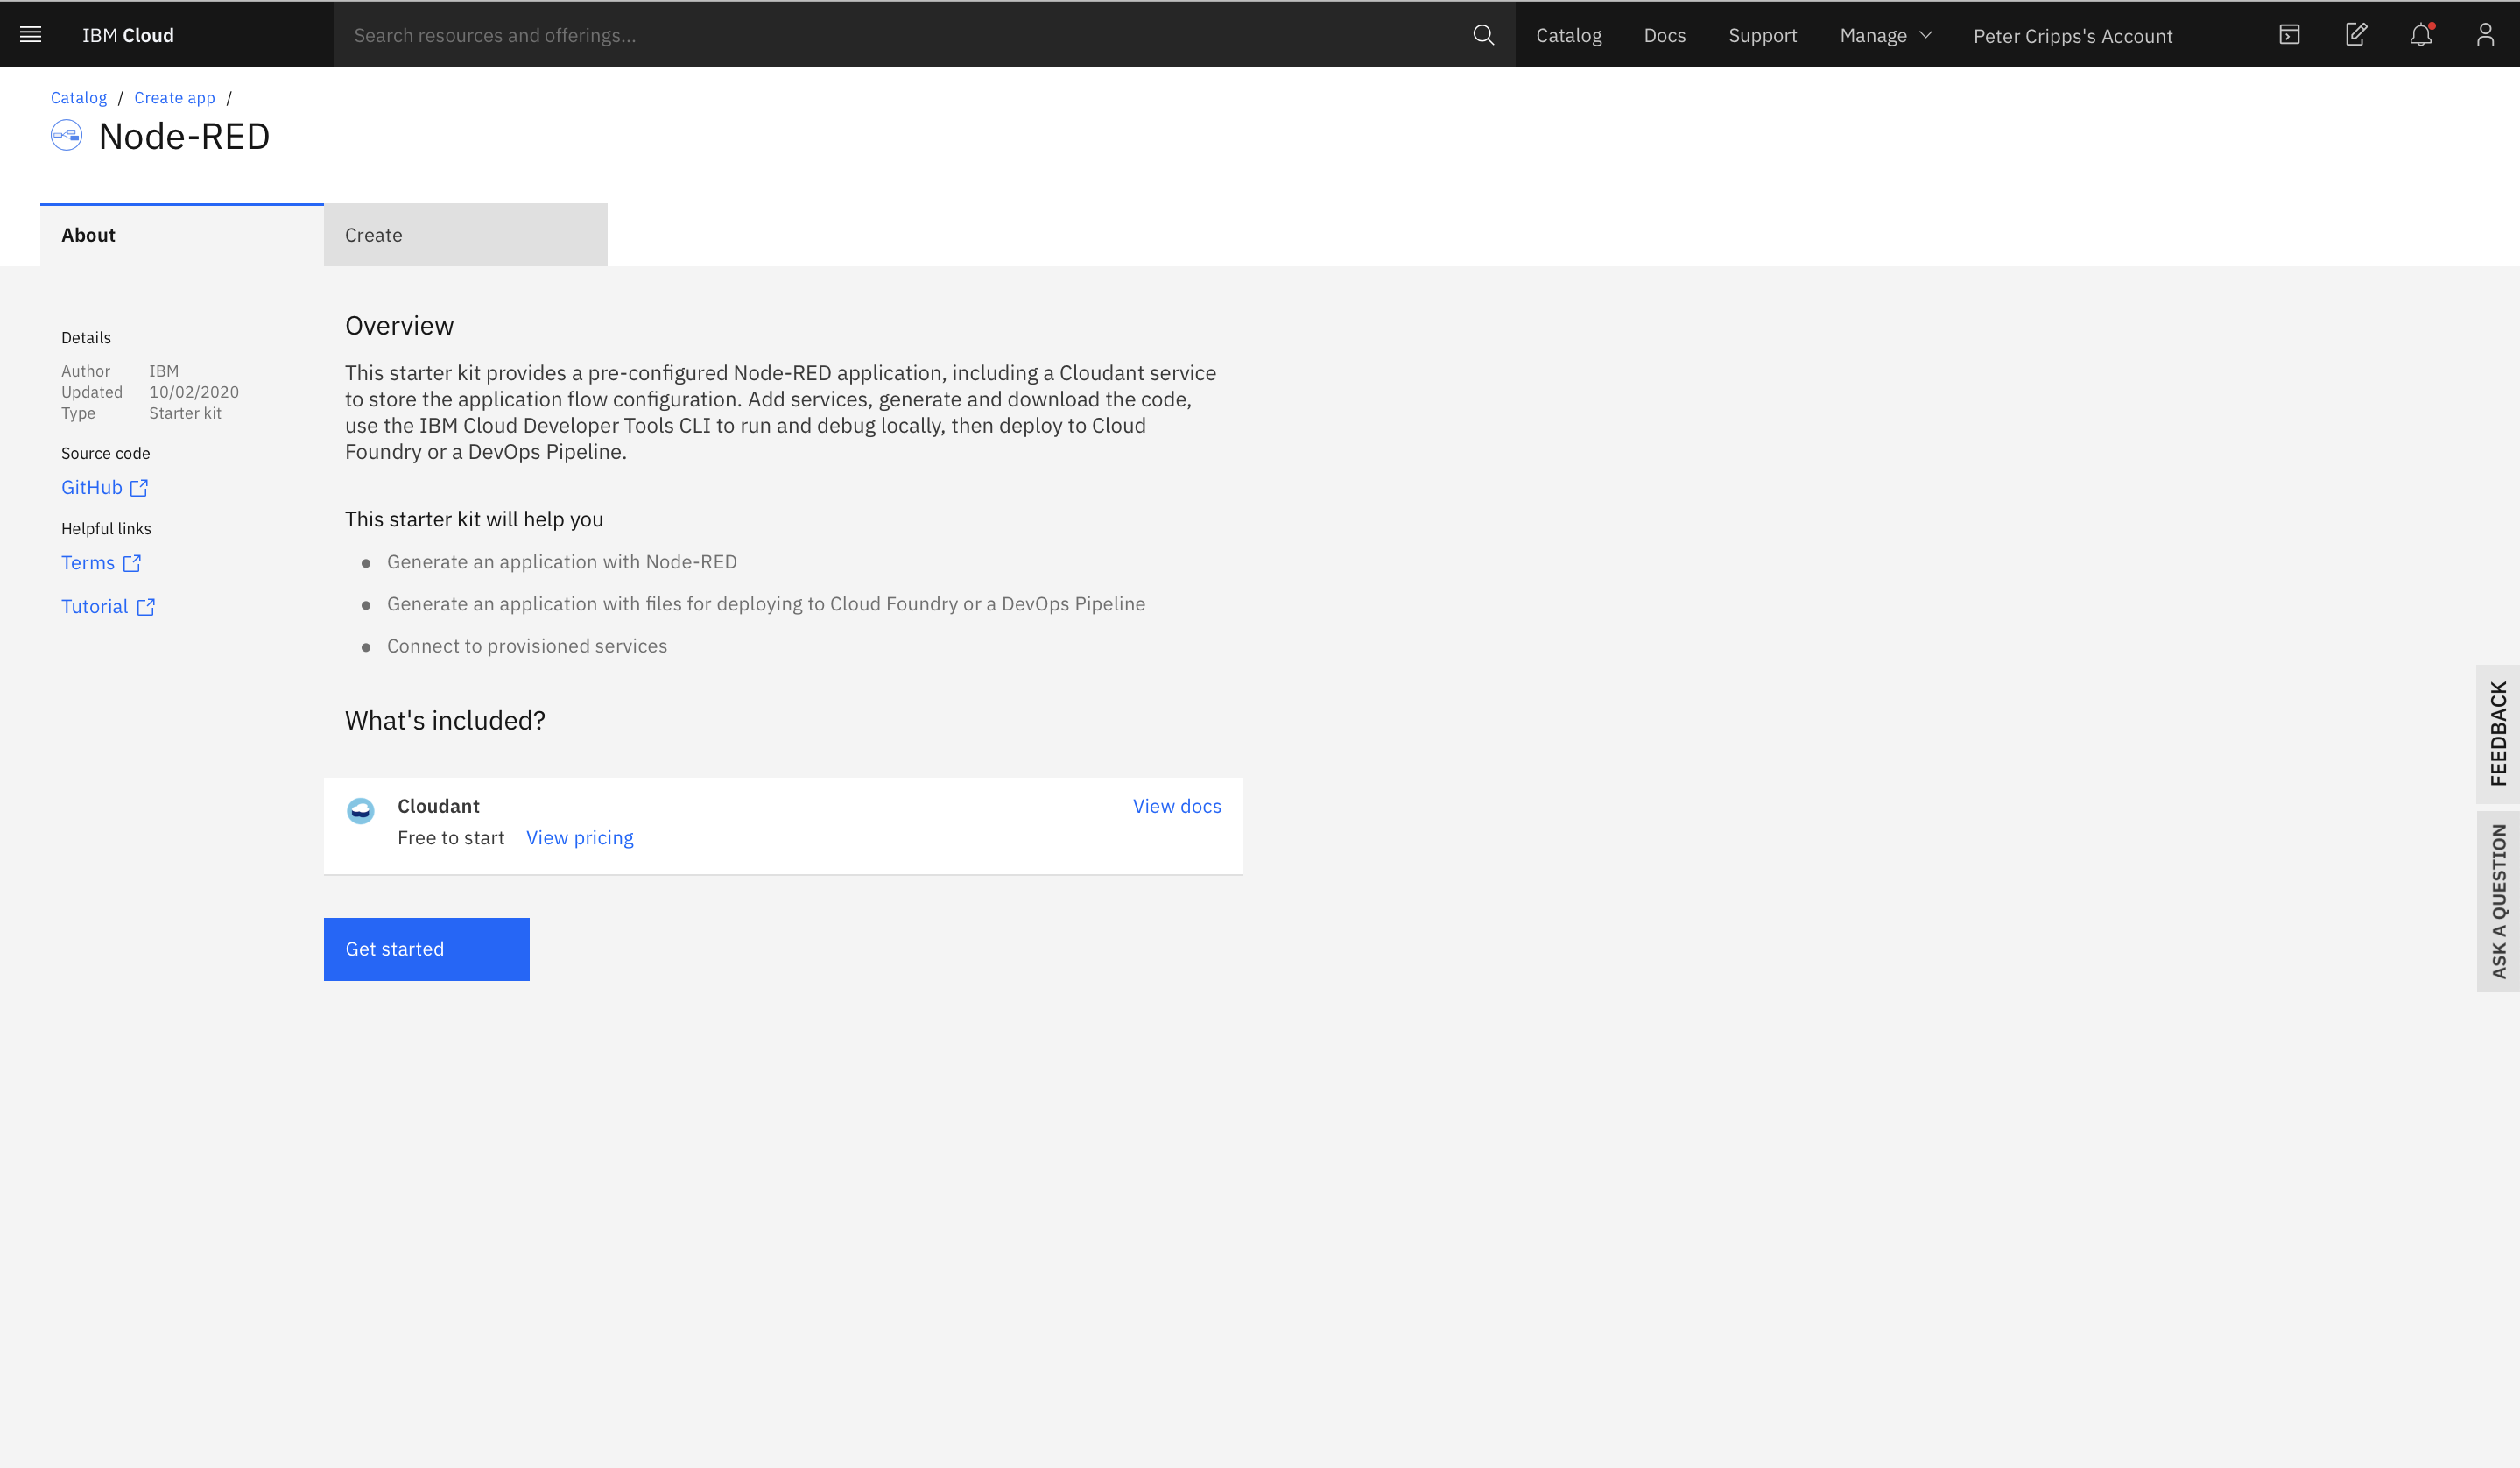 IBM Cloud
Search resources and offerings...
Catalog
Docs
Support
Manage
Peter Cripps's Account
Catalog / Create app /
Node-RED
About
Create
Details
Author IBM
Updated 10/02/2020
Type Starter kit
Source code
GitHub
Helpful links
Terms
Tutorial
Overview
This starter kit provides a pre-configured Node-RED application, including a Cloudant service
to store the application flow configuration. Add services, generate and download the code,
use the IBM Cloud Developer Tools CLI to run and debug locally, then deploy to Cloud
Foundry or a DevOps Pipeline.
This starter kit will help you
● Generate an application with Node-RED
● Generate an application with files for deploying to Cloud Foundry or a DevOps Pipeline
● Connect to provisioned services
What's included?
Cloudant
View docs
Free to start View pricing
Get started
FEEDBACK
ASK A QUESTION